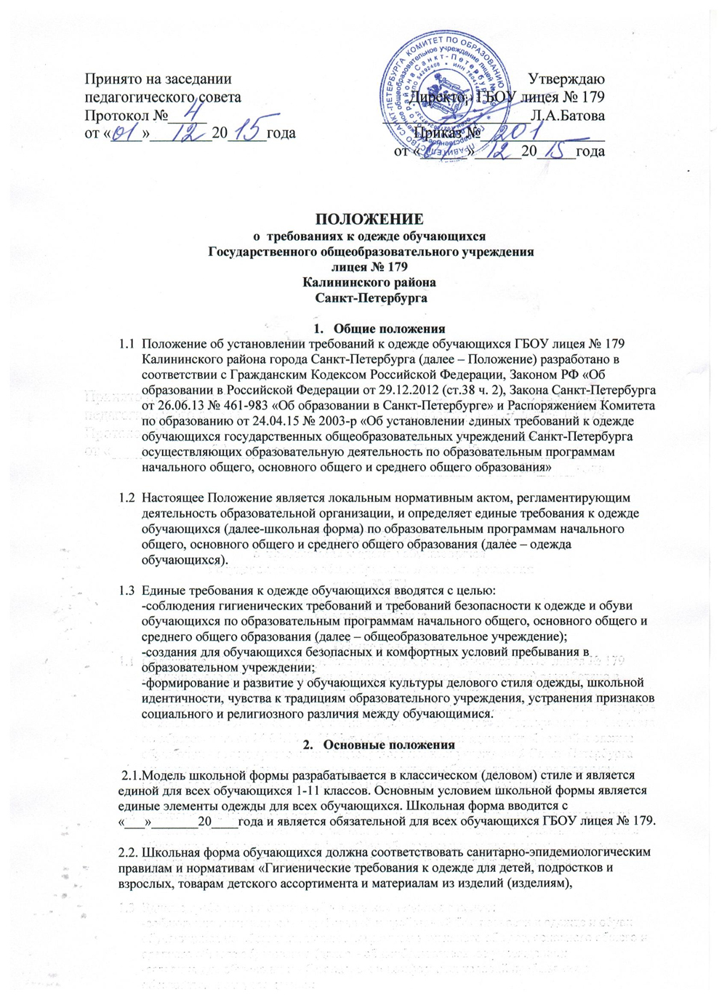 Принято на заседании
педагогического совета
Протокол № 4
от «01»  12 20 15 года
Утверждаю
Директор ГБОУ лицея № 179
Л.А.Батова
Приказ № 201
от «01» 12 20 15 года
ПРАВИТЕЛЬСТВО САНКТ-ПЕТЕРБУРГА КОМИТЕТ ПО ОБРАЗОВАНИЮ
ПОЛОЖЕНИЕ
о требованиях к одежде обучающихся
Государственного общеобразовательного учреждения
лицея № 179
Калининского района
Санкт-Петербурга
1. Общие положения
1.1 Положение об установлении требований к одежде обучающихся ГБОУ лицея № 179
Калининского района города Санкт-Петербурга (далее – Положение) разработано в
соответствии с Гражданским Кодексом Российской Федерации, Законом РФ «Об
образовании в Российской Федерации от 29.12.2012 (ст.38 ч. 2), Закона Санкт-Петербурга
от 26.06.13 № 461-983 «Об образовании в Санкт-Петербурге» и Распоряжением Комитета
по образованию от 24.04.15 № 2003-р «Об установлении единых требований к одежде
обучающихся государственных общеобразовательных учреждений Санкт-Петербурга
осуществляющих образовательную деятельность по образовательным программам
начального общего, основного общего и среднего общего образования»
1.2 Настоящее Положение является локальным нормативным актом, регламентирующим
деятельность образовательной организации, и определяет единые требования к одежде
обучающихся (далее-школьная форма) по образовательным программам начального
общего, основного общего и среднего общего образования (далее – одежда
обучающихся).
1.3 Единые требования к одежде обучающихся вводятся с целью:
-соблюдения гигиенических требований и требований безопасности к одежде и обуви
обучающихся по образовательным программам начального общего, основного общего и
среднего общего образования (далее – общеобразовательное учреждение);
-создания для обучающихся безопасных и комфортных условий пребывания в
образовательном учреждении;
-формирование и развитие у обучающихся культуры делового стиля одежды, школьной
идентичности, чувства к традициям образовательного учреждения, устранения признаков
социального и религиозного различия между обучающимися.
2. Основные положения
2.1.Модель школьной формы разрабатывается в классическом (деловом) стиле и является
единой для всех обучающихся 1-11 классов. Основным условием школьной формы является
единые элементы одежды для всех обучающихся. Школьная форма вводится с
«___»_______20____года и является обязательной для всех обучающихся ГБОУ лицея № 179.
2.2. Школьная форма обучающихся должна соответствовать санитарно-эпидемиологическим
правилам и нормативам «Гигиенические требования к одежде для детей, подростков и
взрослых, товарам детского ассортимента и материалам из изделий (изделиям),